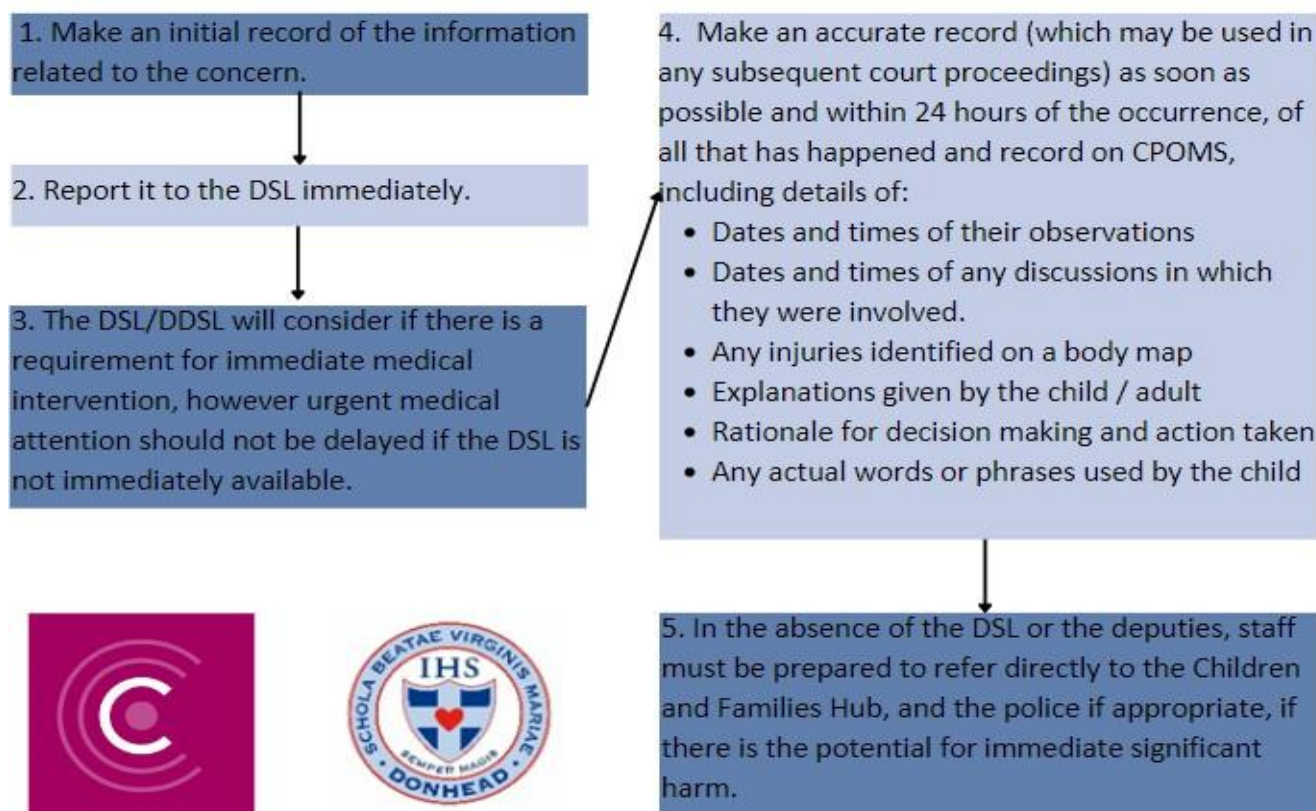 1. Make an initial record of the information
related to the concern.
2. Report it to the DSL immediately.
3. The DSL/DDSL will consider if there is a
requirement for immediate medical
intervention, however urgent medical
attention should not be delayed if the DSL is
not immediately available.
4. Make an accurate record (which may be used in
any subsequent court proceedings) as soon as
possible and within 24 hours of the occurrence, of
all that has happened and record on CPOMS,
including details of:
• Dates and times of their observations
• Dates and times of any discussions in which
they were involved.
• Any injuries identified on a body map
• Explanations given by the child / adult
• Rationale for decision making and action taken
• Any actual words or phrases used by the child
5. In the absence of the DSL or the deputies, staff
must be prepared to refer directly to the Children
and Families Hub, and the police if appropriate, if
there is the potential for immediate significant
harm.
C
SCHOLA BEATAE VIRGINIS MARIAE
IHS
SEMPER MAGIS
• DONHEAD •